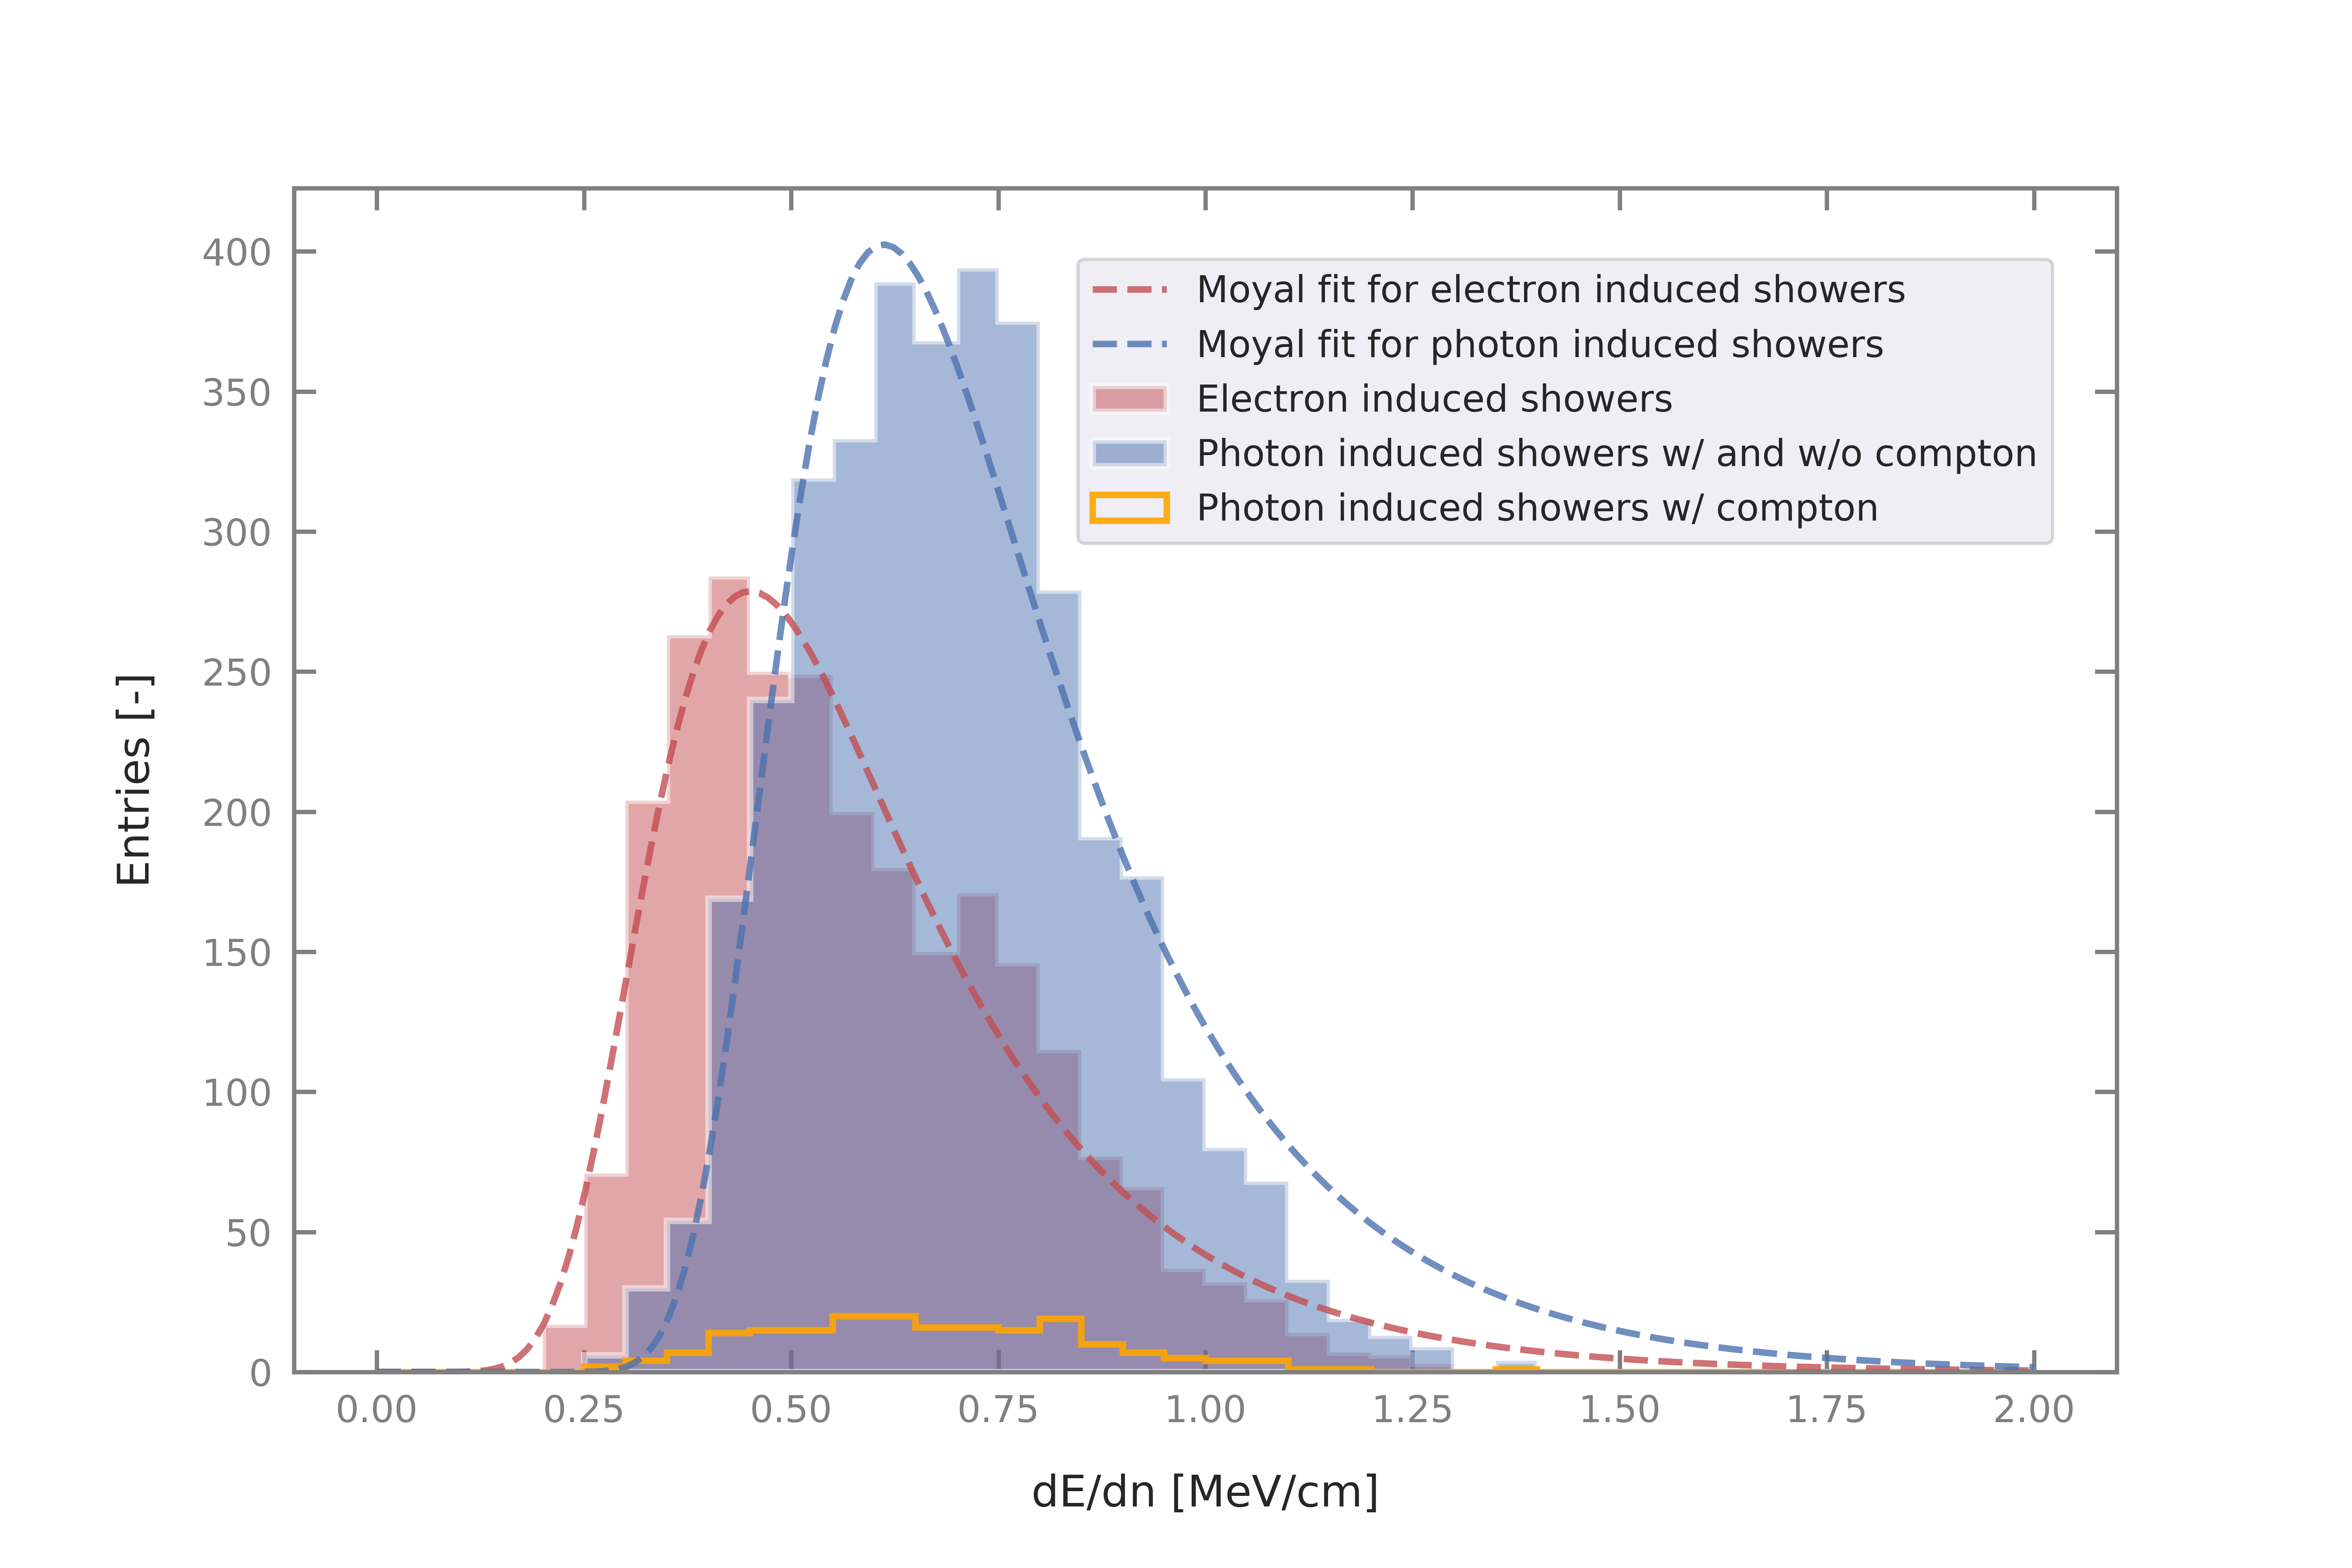 400
350
300
250
200
150
100
50
0
Entries [-]
Moyal fit for electron induced showers
Moyal fit for photon induced showers
Electron induced showers
Photon induced showers w/ and w/o compton
Photon induced showers w/ compton
0.00 0.25 0.50 0.75 1.00 1.25 1.50 1.75 2.00
dE/dn [MeV/cm]